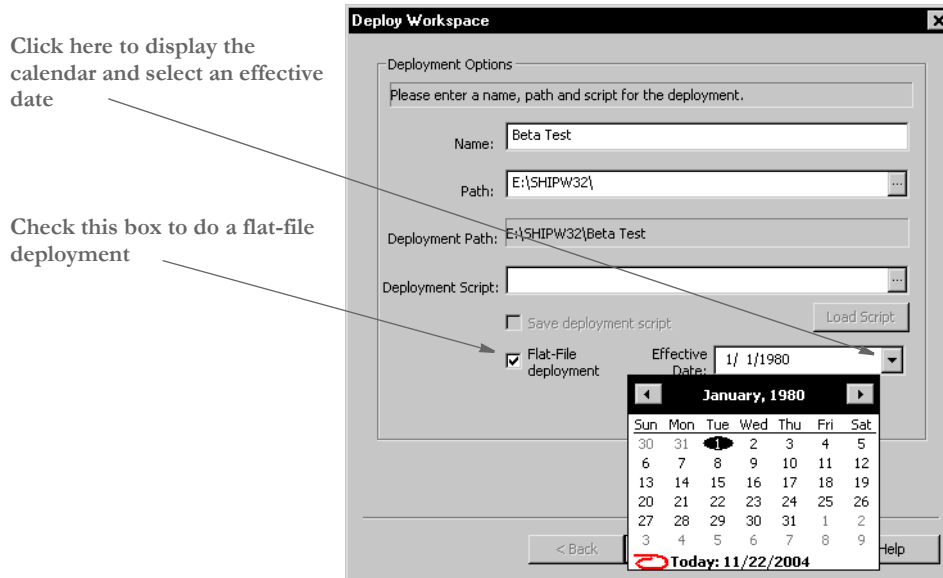 Deploy Workspace
Click here to display the
calendar and select an effective
date
Deployment Options
Please enter a name, path and script for the deployment.
Name: Beta Test
Path: E:\SHIPW32\ ...
Check this box to do a flat-file
deployment
Deployment Path: E:\SHIPW32\Beta Test
Deployment Script: ...
Save deployment script Load Script
Flat-File
deployment
Effective
Date:
1/ 1/1980
January, 1980
Sun Mon Tue Wed Thu Fri Sat
30 31 1 2 3 4 5
6 7 8 9 10 11 12
13 14 15 16 17 18 19
20 21 22 23 24 25 26
27 28 29 30 31 1 2
3 4 5 6 7 8 9
Today: 11/22/2004
< Back Help